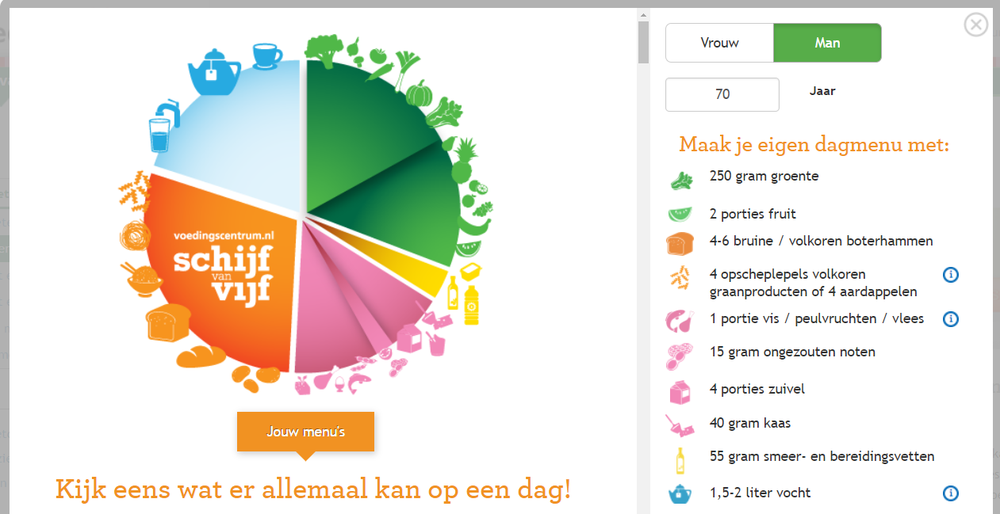 voedingscentrum.nl
schijf
van
vijf
Jouw menu's
Kijk eens wat er allemaal kan op een dag!
Vrouw
Man
70
Jaar
Maak je eigen dagmenu met:
250 gram groente
2 porties fruit
4-6 bruine / volkoren boterhammen
4 opscheplepels volkoren
graanproducten of 4 aardappelen
1 portie vis / peulvruchten / vlees
15 gram ongezouten noten
4 porties zuivel
40 gram kaas
55 gram smeer- en bereidingsvetten
1,5-2 liter vocht